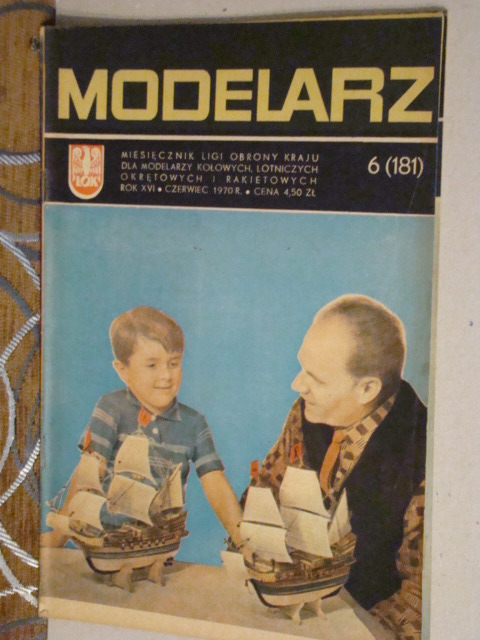 MODELARZ
LOK
MIESIĘCZNIK LIGI OBRONY KRAJU
DLA MODELARZY KOŁOWYCH, LOTNICZYCH
OKRĘTOWYCH I RAKIETOWYCH
ROK XVI • CZERWIEC 1970 R. • CENA 4,50 ZŁ
6 (181)